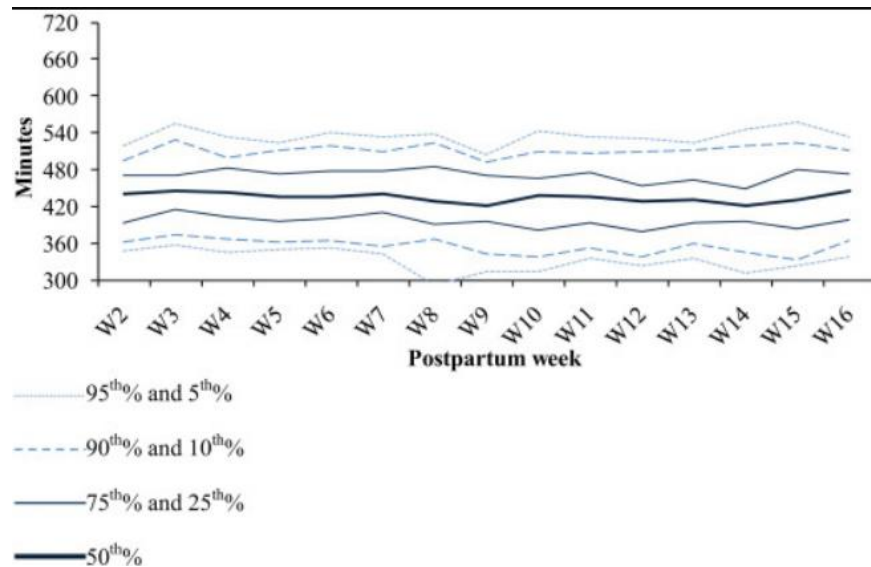 720
660
600
540
480
420
360
300
Minutes
W2 W3 W4 W5 W6 W7 W8 W9 W10 W11 W12 W13 W14 W15 W16
Postpartum week
95th% and 5th%
90th% and 10th%
75th% and 25th%
50th%